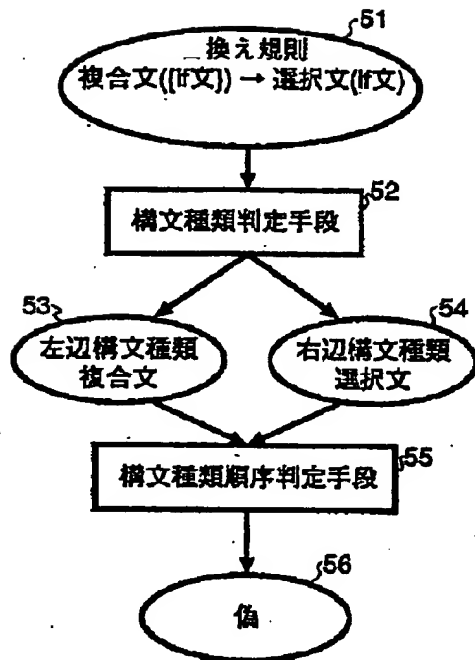 51
換え規則
複合文({if文}) → 選択文(if文)
52
構文種類判定手段
53
左辺構文種類
複合文
54
右辺構文種類
選択文
構文種類順序判定手段
55
56
偽